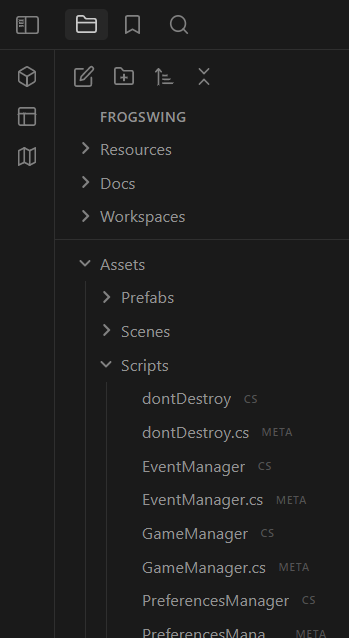 FROGSWING
Resources
Docs
Workspaces
Assets
Prefabs
Scenes
Scripts
dontDestroy CS
dontDestroy.cs META
EventManager CS
EventManager.cs META
GameManager CS
GameManager.cs META
PreferencesManager CS
PreferencesMana... META